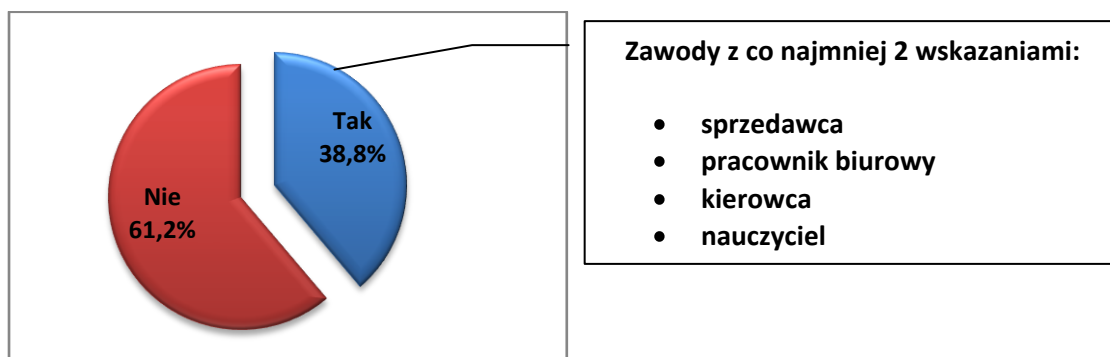 Tak
38,8%
Nie
61,2%
Zawody z co najmniej 2 wskazaniami:
• sprzedawca
• pracownik biurowy
• kierowca
• nauczyciel